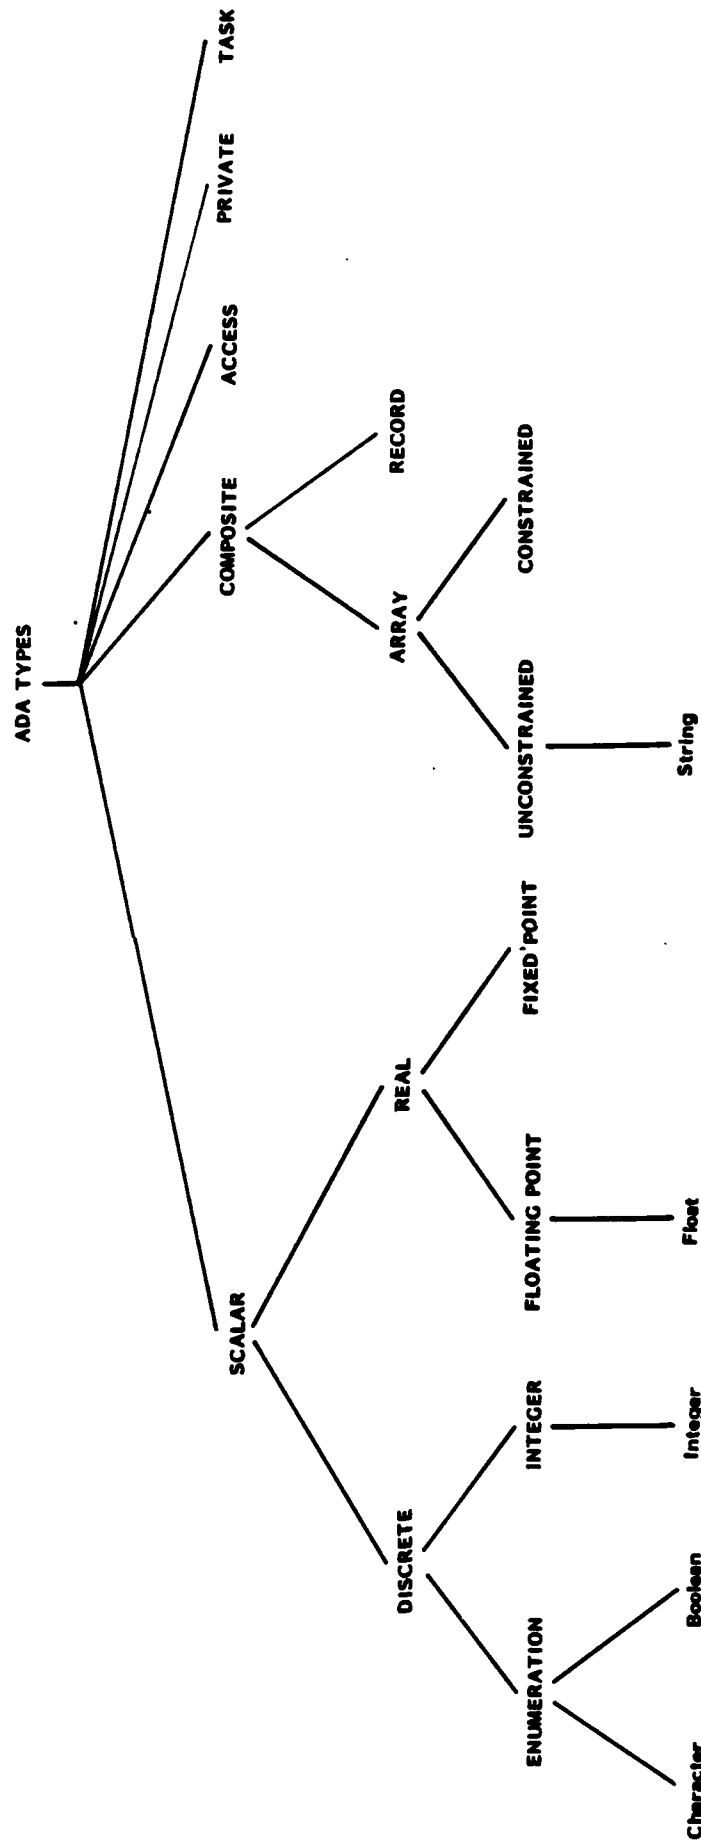 ADA TYPES
SCALAR
COMPOSITE
ACCESS
PRIVATE
TASK
DISCRETE
REAL
ARRAY
RECORD
ENUMERATION
INTEGER
FLOATING POINT
FIXED POINT
UNCONSTRAINED
CONSTRAINED
Character
Boolean
Integer
Float
String